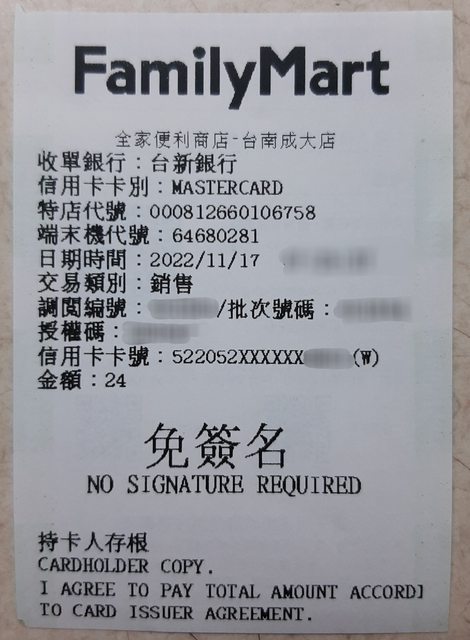 FamilyMart
全家便利商店-台南成大店
收單銀行：台新銀行
信用卡卡別：MASTERCARD
特店代號：000812660106758
端末機代號：64680281
日期時間：2022/11/17
交易類別：銷售
調閱編號： /批次號碼：
授權碼：
信用卡卡號：522052XXXXXX (W)
金額：24
免簽名
NO SIGNATURE REQUIRED
持卡人存根
CARDHOLDER COPY.
I AGREE TO PAY TOTAL AMOUNT ACCORD]
TO CARD ISSUER AGREEMENT.